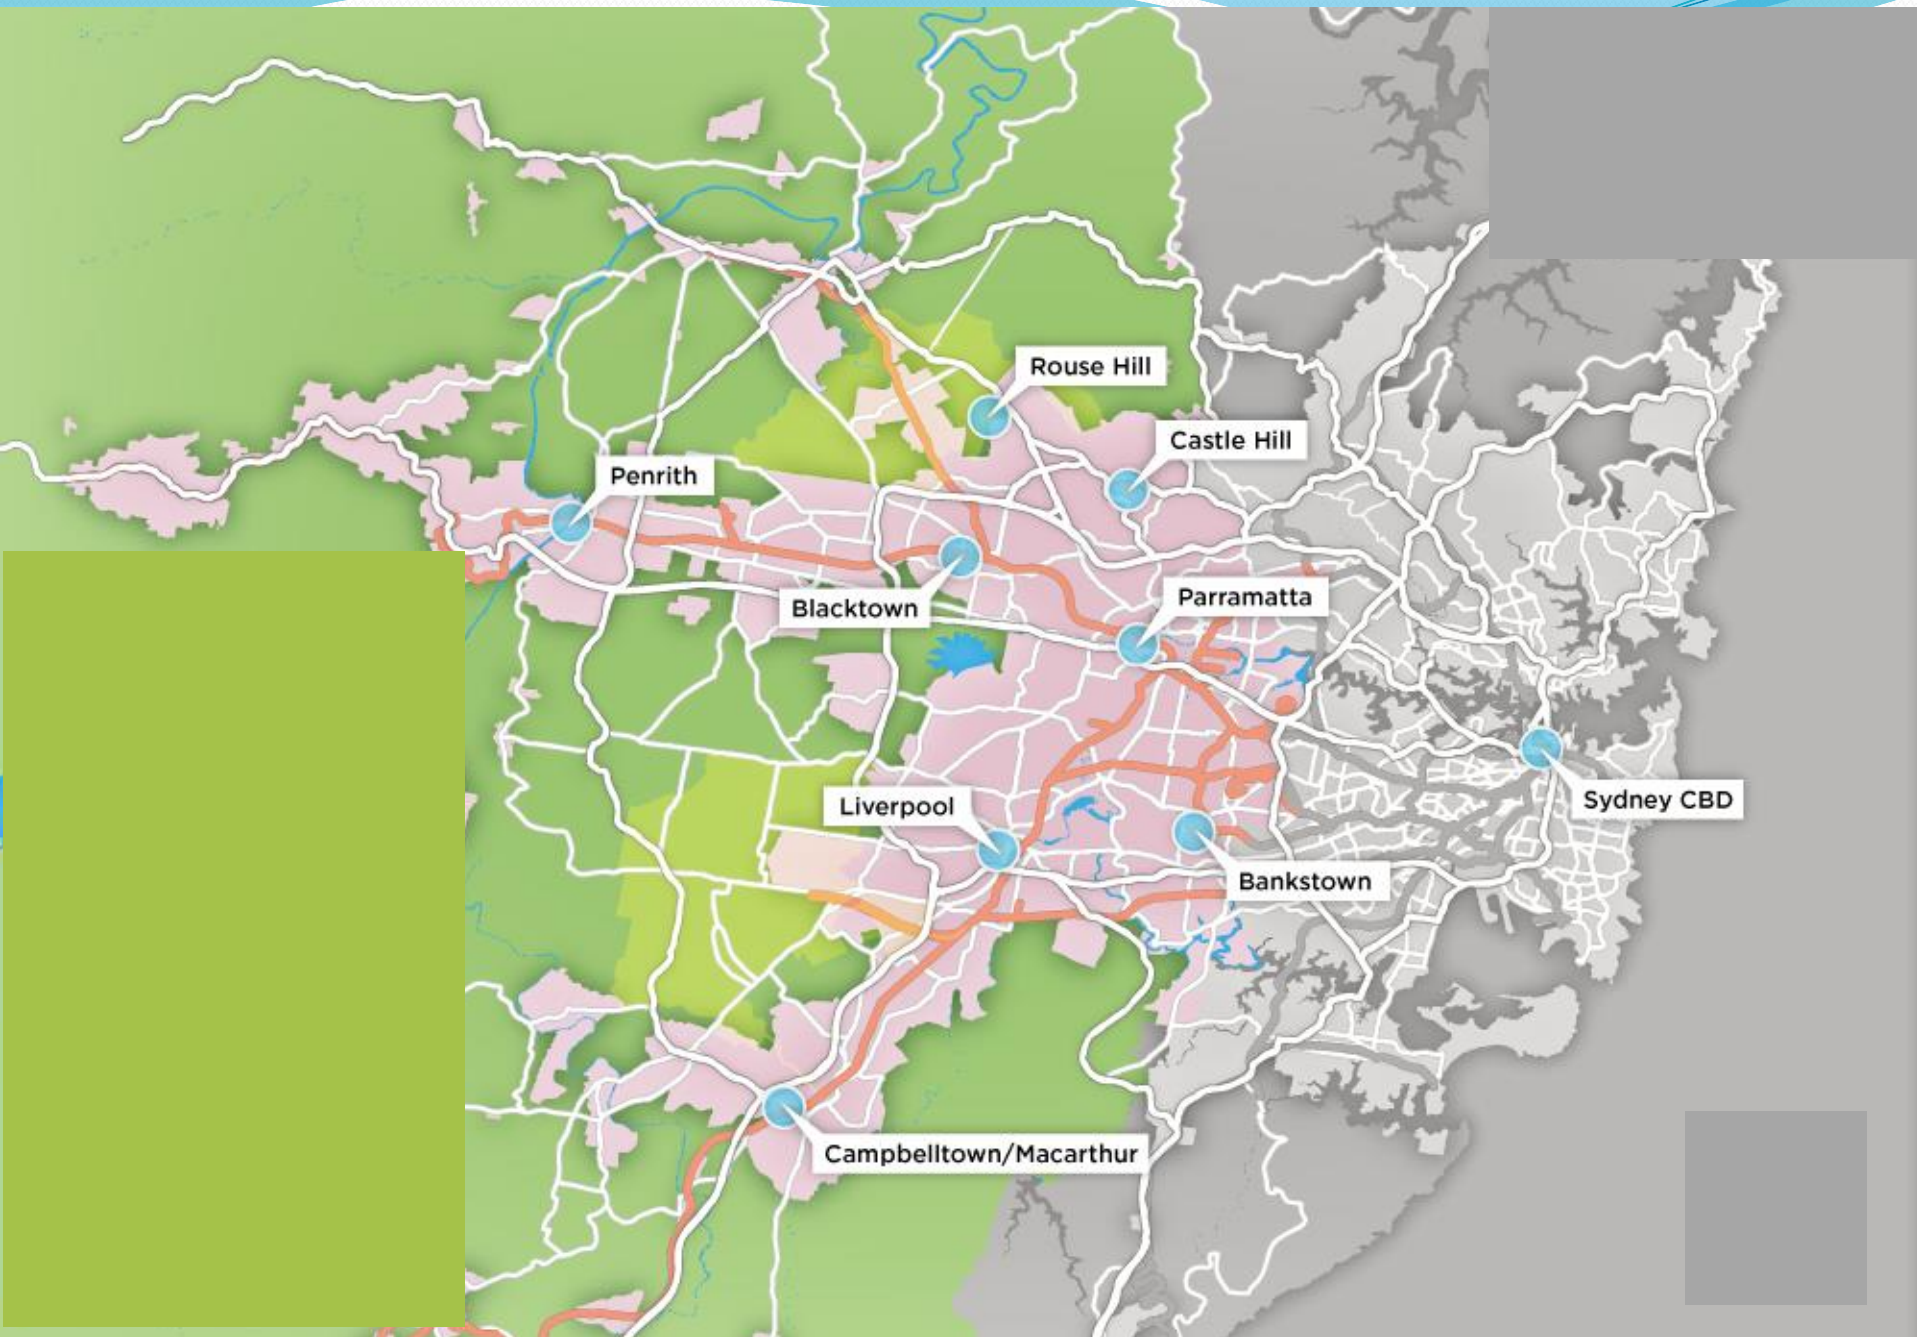 Rouse Hill
Castle Hill
Penrith
Blacktown
Parramatta
Liverpool
Sydney CBD
Bankstown
Campbelltown/Macarthur